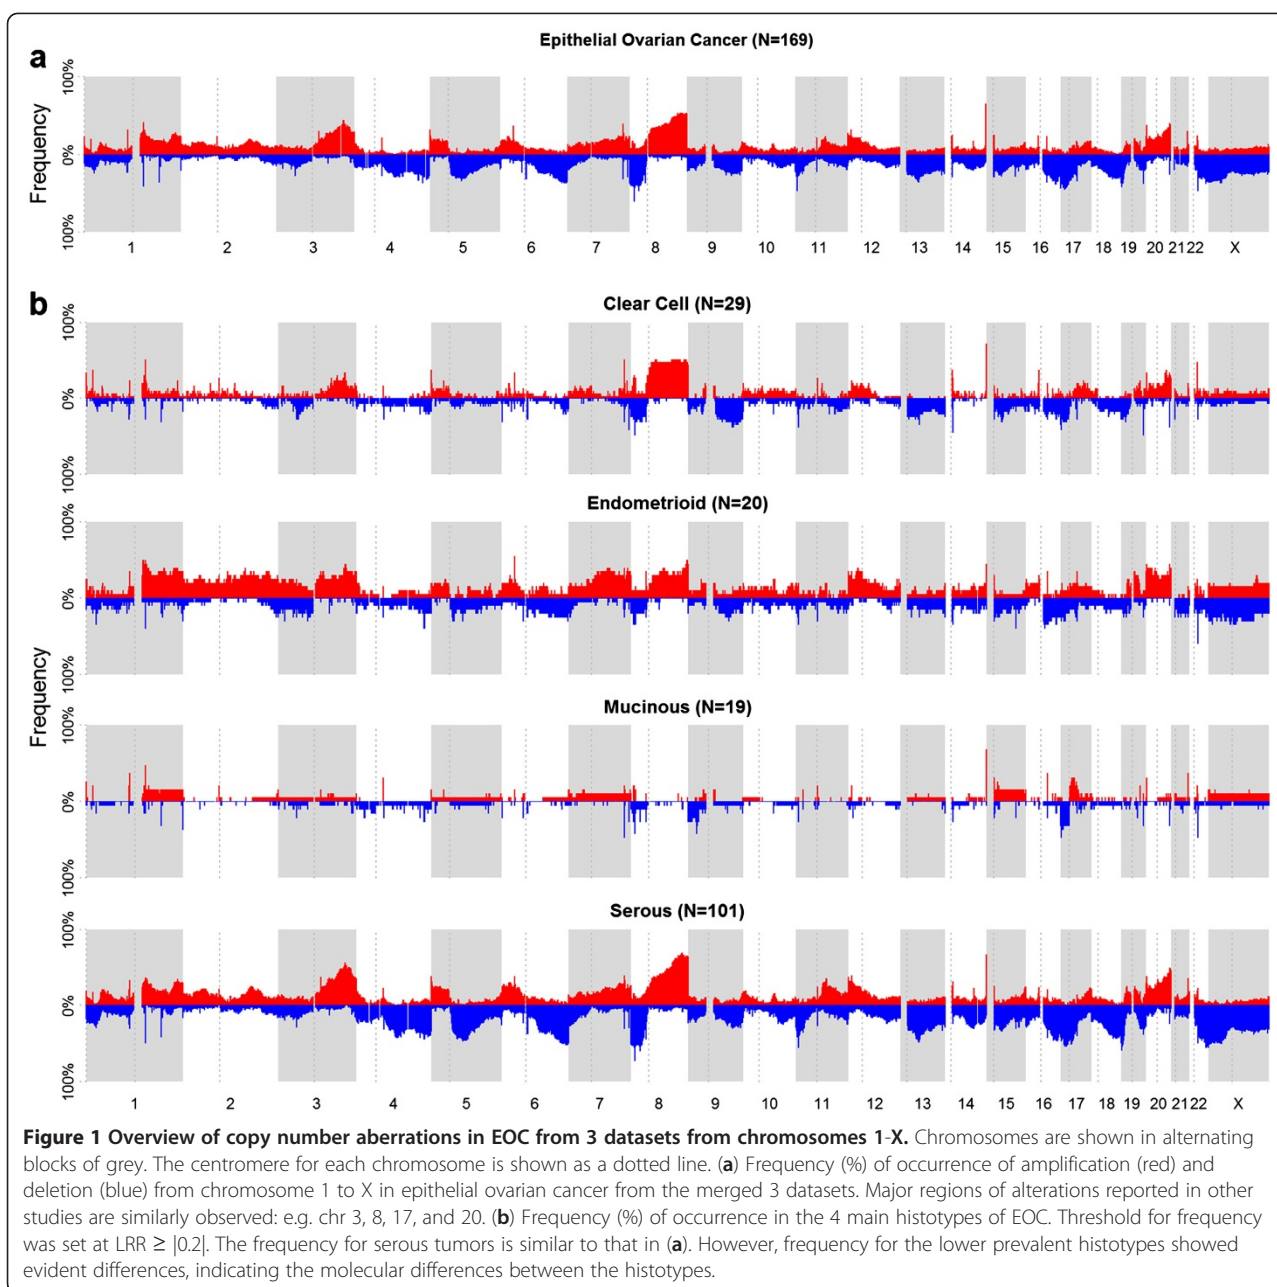 a
Epithelial Ovarian Cancer (N=169)
100%
0%
100%
Frequency
1 2 3 4 5 6 7 8 9 10 11 12 13 14 15 16 17 18 19 20 21 22 X
b
Clear Cell (N=29)
100%
0%
100%
Endometrioid (N=20)
100%
0%
100%
Frequency
Mucinous (N=19)
100%
0%
100%
Serous (N=101)
100%
0%
100%
1 2 3 4 5 6 7 8 9 10 11 12 13 14 15 16 17 18 19 20 21 22 X
Figure 1 Overview of copy number aberrations in EOC from 3 datasets from chromosomes 1-X. Chromosomes are shown in alternating
blocks of grey. The centromere for each chromosome is shown as a dotted line. (a) Frequency (%) of occurrence of amplification (red) and
deletion (blue) from chromosome 1 to X in epithelial ovarian cancer from the merged 3 datasets. Major regions of alterations reported in other
studies are similarly observed: e.g. chr 3, 8, 17, and 20. (b) Frequency (%) of occurrence in the 4 main histotypes of EOC. Threshold for frequency
was set at LRR ≥ |0.2|. The frequency for serous tumors is similar to that in (a). However, frequency for the lower prevalent histotypes showed
evident differences, indicating the molecular differences between the histotypes.